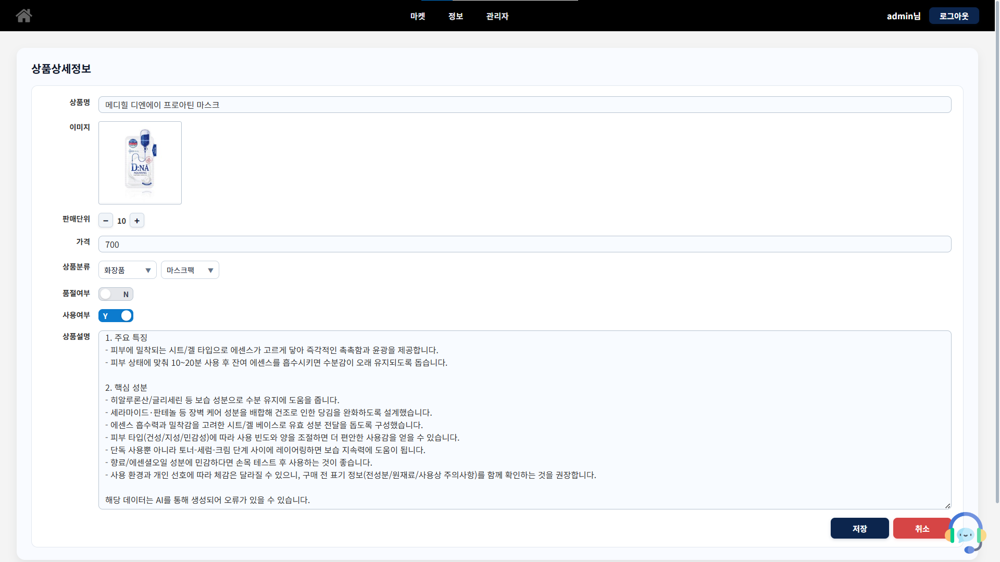 마켓
정보
관리자
admin님
로그아웃
상품상세정보
상품명
메디힐 디엔에이 프로아틴 마스크
이미지
D:NA
AQUARING
판매단위
− 10 +
가격
700
상품분류
화장품 ▼
마스크팩 ▼
품절여부
N
사용여부
Y
상품설명
1. 주요 특징
- 피부에 밀착되는 시트/겔 타입으로 에센스가 고르게 닿아 즉각적인 촉촉함과 윤광을 제공합니다.
- 피부 상태에 맞춰 10~20분 사용 후 잔여 에센스를 흡수시키면 수분감이 오래 유지되도록 돕습니다.
2. 핵심 성분
- 히알루론산/글리세린 등 보습 성분으로 수분 유지에 도움을 줍니다.
- 세라마이드·판테놀 등 장벽 케어 성분을 배합해 건조로 인한 당김을 완화하도록 설계했습니다.
- 에센스 흡수력과 밀착감을 고려한 시트/겔 베이스로 유효 성분 전달을 돕도록 구성했습니다.
- 피부 타입(건성/지성/민감성)에 따라 사용 빈도와 양을 조절하면 더 편안한 사용감을 얻을 수 있습니다.
- 단독 사용뿐 아니라 토너-세럼-크림 단계 사이에 레이어링하면 보습 지속력에 도움이 됩니다.
- 향료/에센셜오일 성분에 민감하다면 손목 테스트 후 사용하는 것이 좋습니다.
- 사용 환경과 개인 선호에 따라 체감은 달라질 수 있으니, 구매 전 표기 정보(전성분/원재료/사용상 주의사항)를 함께 확인하는 것을 권장합니다.
해당 데이터는 AI를 통해 생성되어 오류가 있을 수 있습니다.
저장
취소